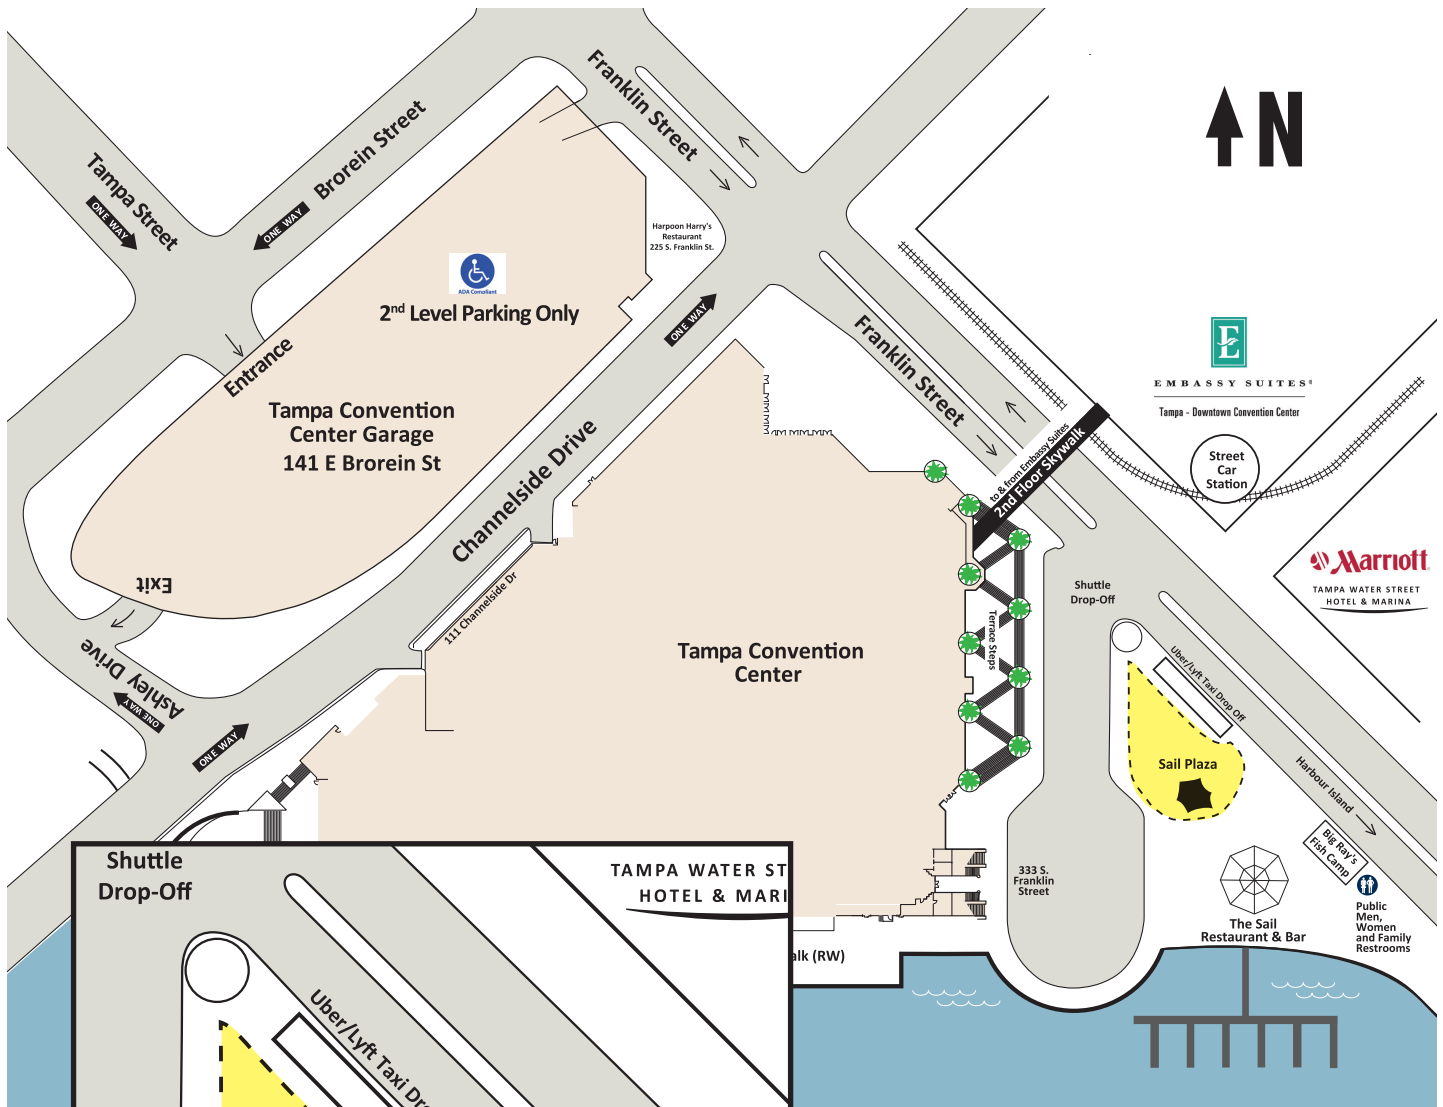 Franklin Street
Brorein Street
ONE WAY
Tampa Street
ONE WAY
N
Harpoon Harry's
Restaurant
225 S. Franklin St.
ADA Compliant
2nd Level Parking Only
ONE WAY
Entrance
Tampa Convention
Center Garage
141 E Brorein St
Franklin Street
E
EMBASSY SUITES®
Tampa - Downtown Convention Center
Street
Car
Station
to & from Embassy Suites
2nd Floor Skywalk
Channelside Drive
Exit
111 Channelside Dr
Marriott
TAMPA WATER STREET
HOTEL & MARINA
Shuttle
Drop-Off
Terrace Steps
Tampa Convention
Center
Ashley Drive
ONE WAY
ONE WAY
Uber/Lyft Taxi Drop Off
Sail Plaza
Harbour Island
Big Ray's
Fish Camp
333 S.
Franklin
Street
The Sail
Restaurant & Bar
Public
Men,
Women
and Family
Restrooms
alk (RW)
Shuttle
Drop-Off
TAMPA WATER ST
HOTEL & MARI
Uber/Lyft Taxi Dro